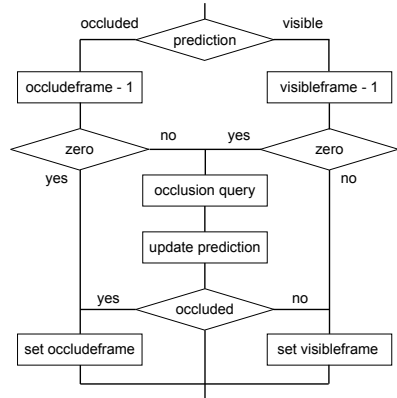 occluded
visible
prediction
occludeframe - 1
visibleframe - 1
no
yes
zero
zero
yes
no
occlusion query
update prediction
yes
no
occluded
set occludeframe
set visibleframe